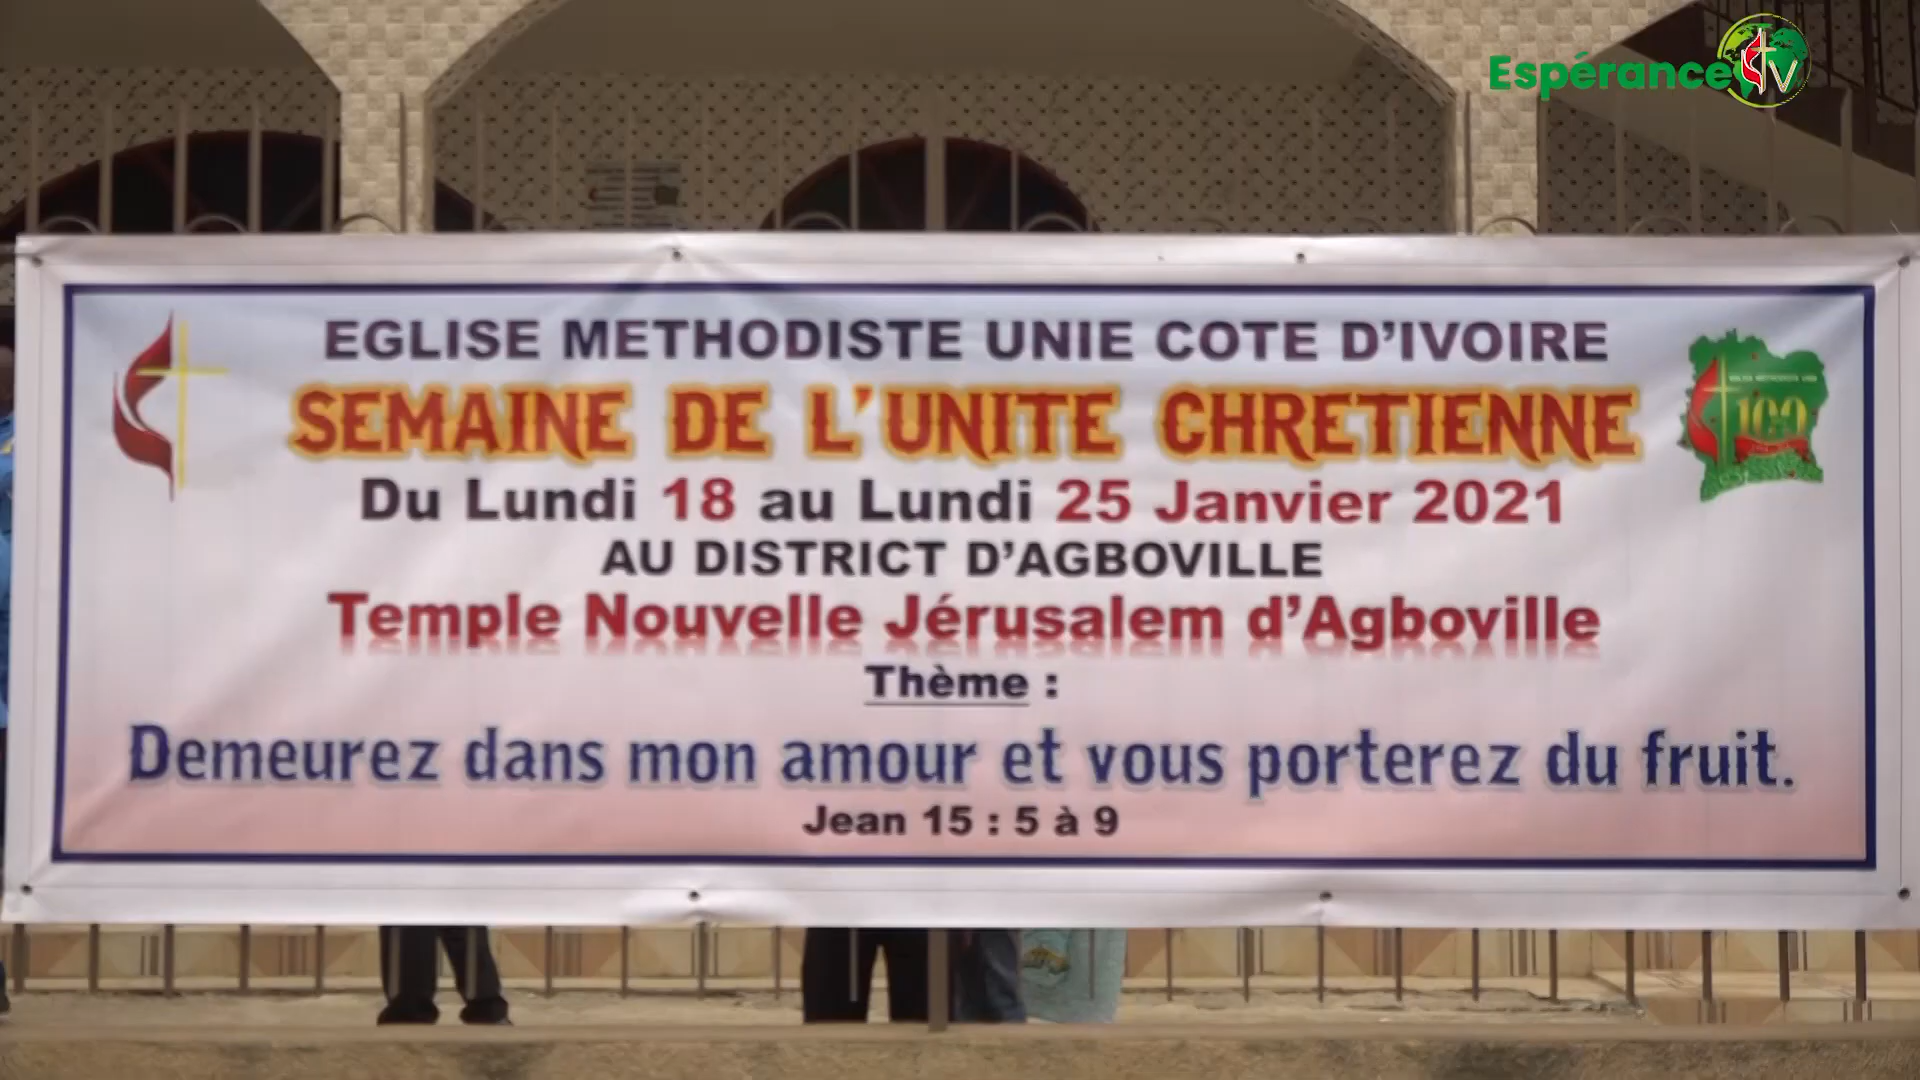 Espérance TV
EGLISE METHODISTE UNIE COTE D'IVOIRE
SEMAINE DE L'UNITE CHRETIENNE
Du Lundi 18 au Lundi 25 Janvier 2021
AU DISTRICT D'AGBOVILLE
Temple Nouvelle Jérusalem d'Agboville
Thème :
Demeurez dans mon amour et vous porterez du fruit.
Jean 15 : 5 à 9
100